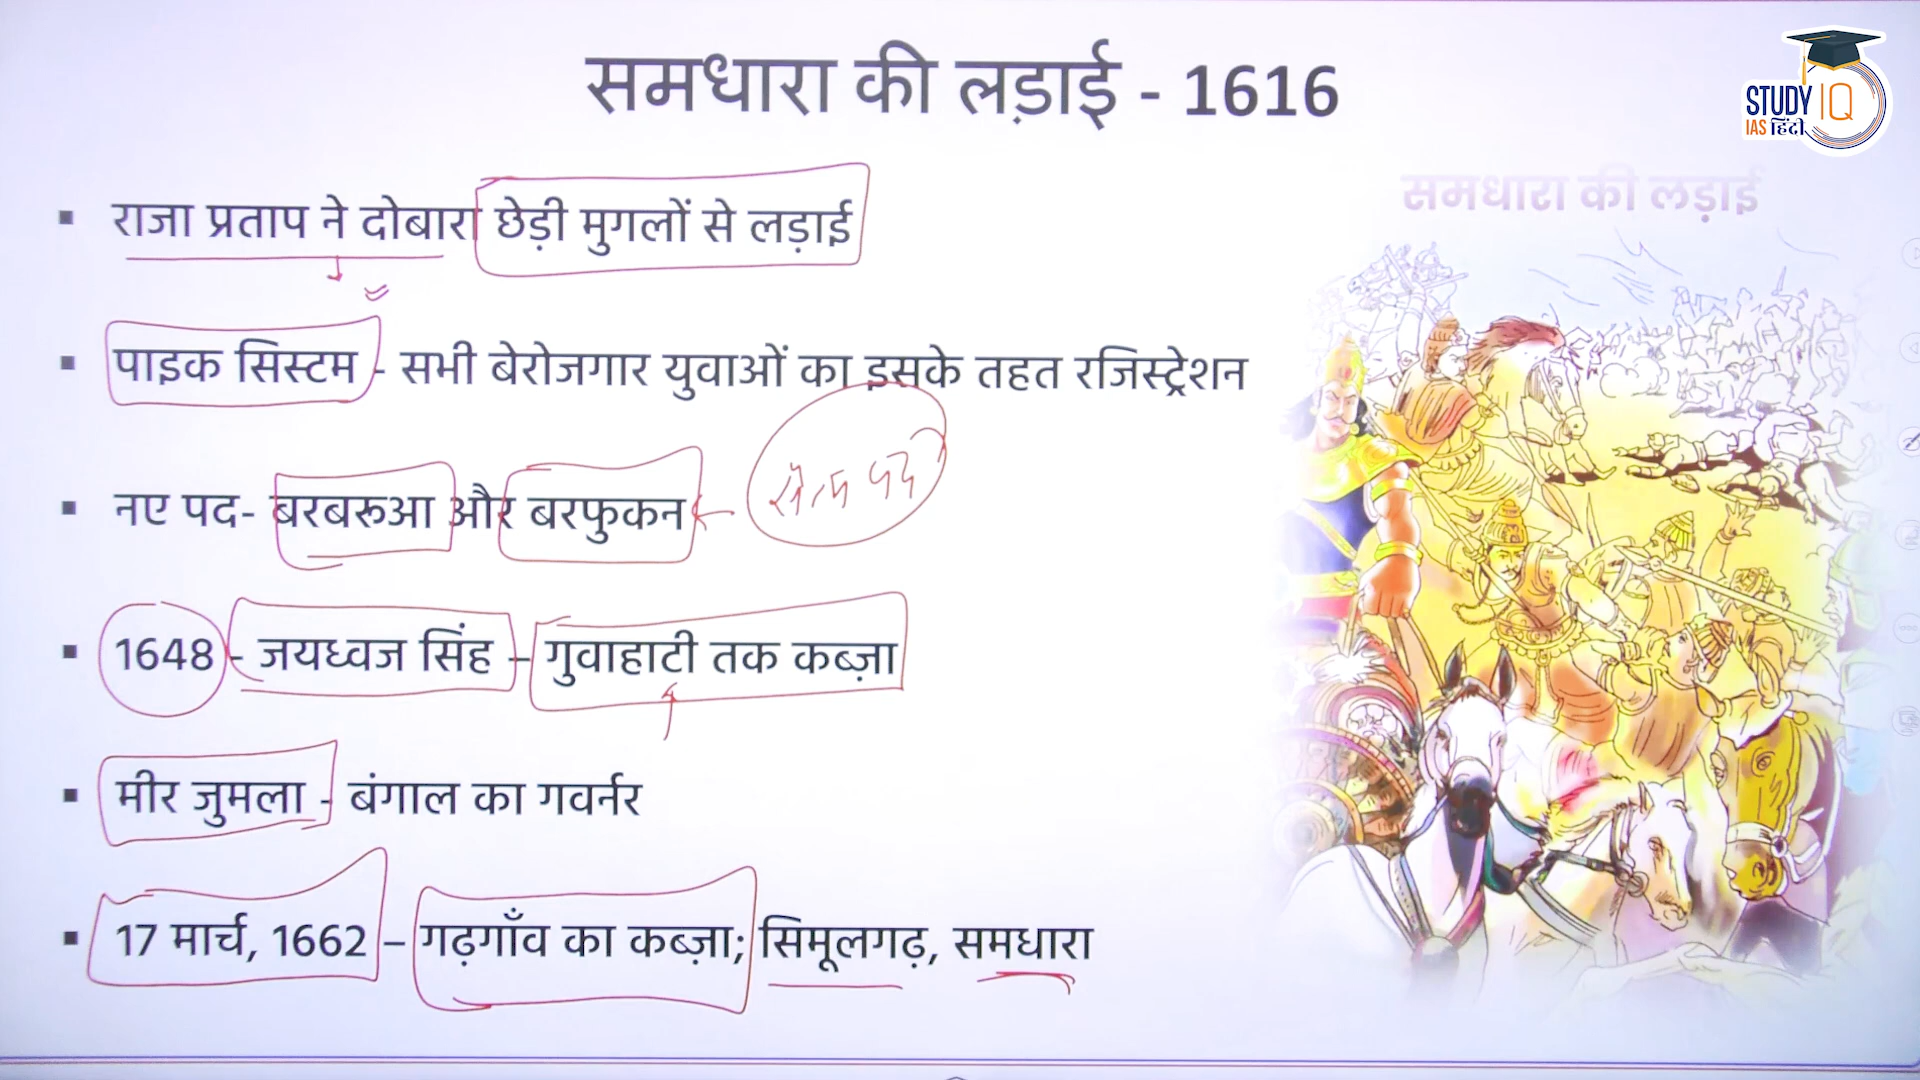 समधारा की लड़ाई - 1616
STUDY IQ
IAS हिंदी
समधारा की लड़ाई
▪ राजा प्रताप ने दोबारा छेड़ी मुगलों से लड़ाई
▪ पाइक सिस्टम - सभी बेरोजगार युवाओं का इसके तहत रजिस्ट्रेशन
▪ नए पद- बरबरूआ और बरफुकन
▪ 1648 - जयध्वज सिंह – गुवाहाटी तक कब्ज़ा
▪ मीर जुमला - बंगाल का गवर्नर
▪ 17 मार्च, 1662 – गढ़गाँव का कब्ज़ा; सिमूलगढ़, समधारा